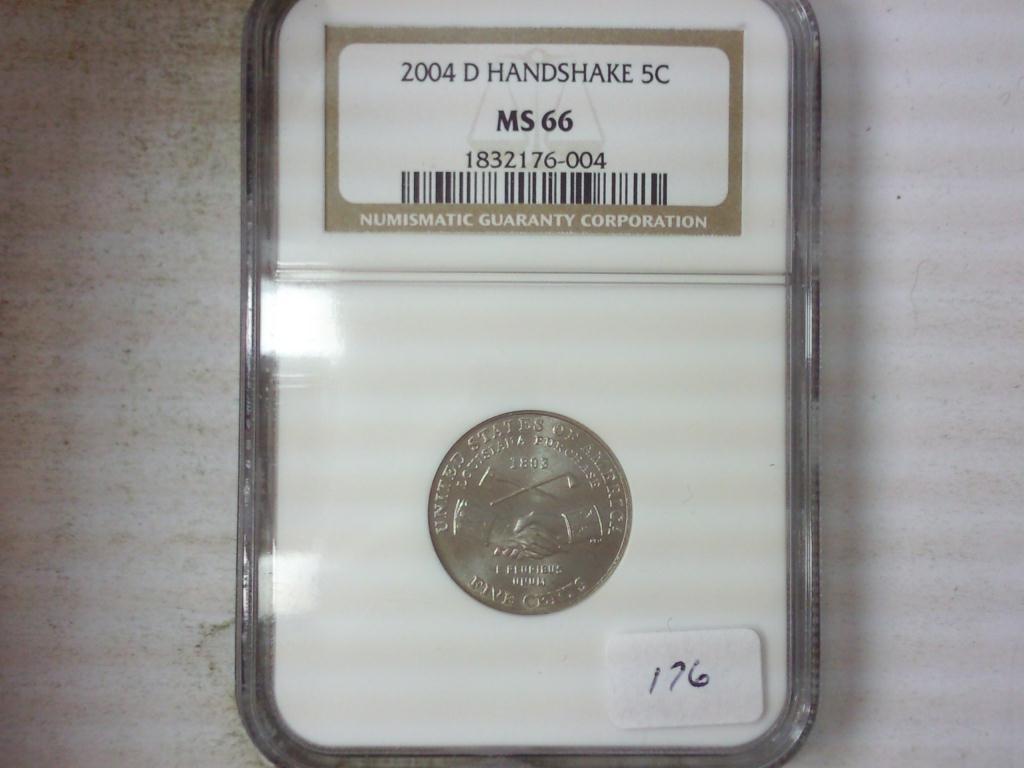 2004 D HANDSHAKE 5C
MS 66
1832176-004
NUMISMATIC GUARANTY CORPORATION
UNITED STATES OF AMERICA
LOUISIANA PURCHASE
1803
E PLURIBUS
UNUM
FIVE CENTS
176